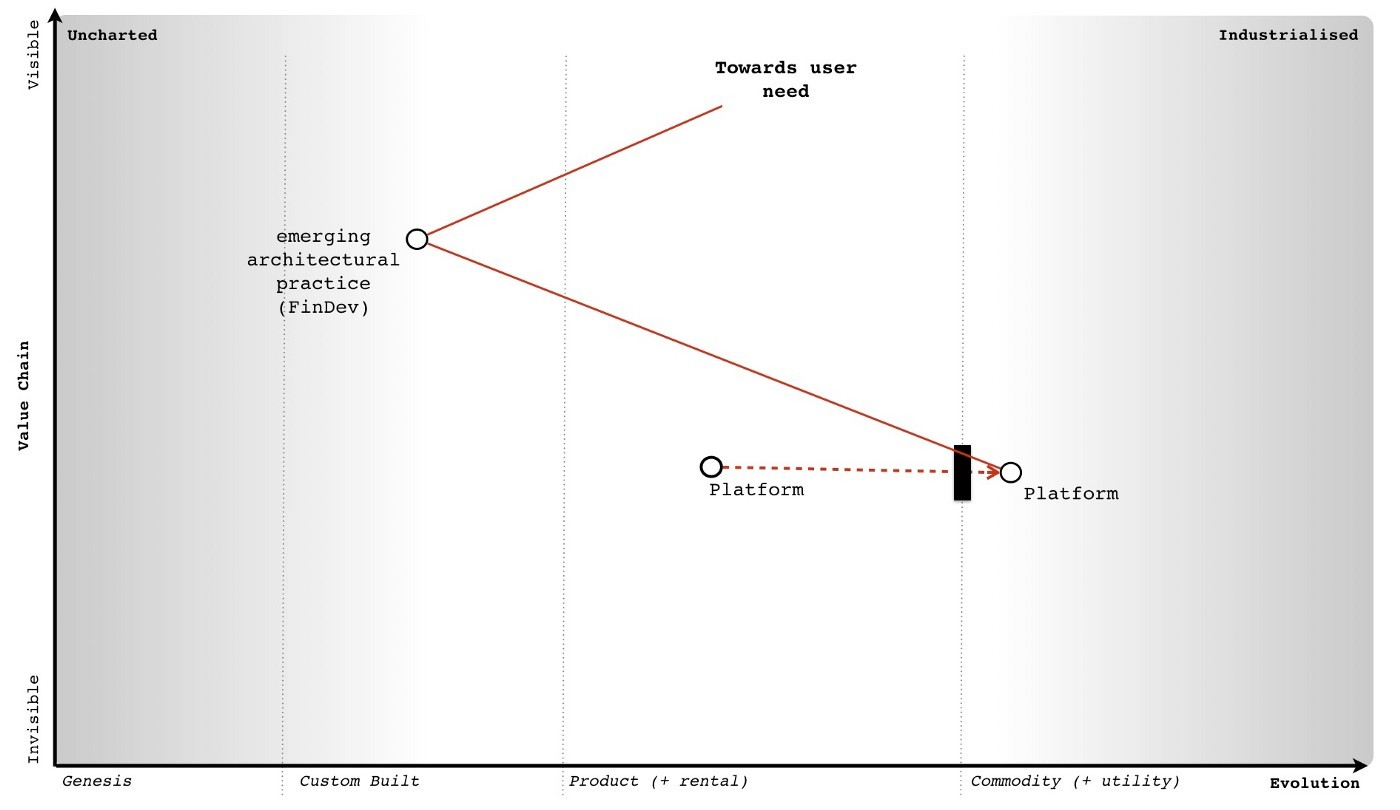 Visible
Uncharted
Industrialised
Towards user
need
emerging
architectural
practice
(FinDev)
Value Chain
Platform
Platform
Invisible
Genesis
Custom Built
Product (+ rental)
Commodity (+ utility)
Evolution